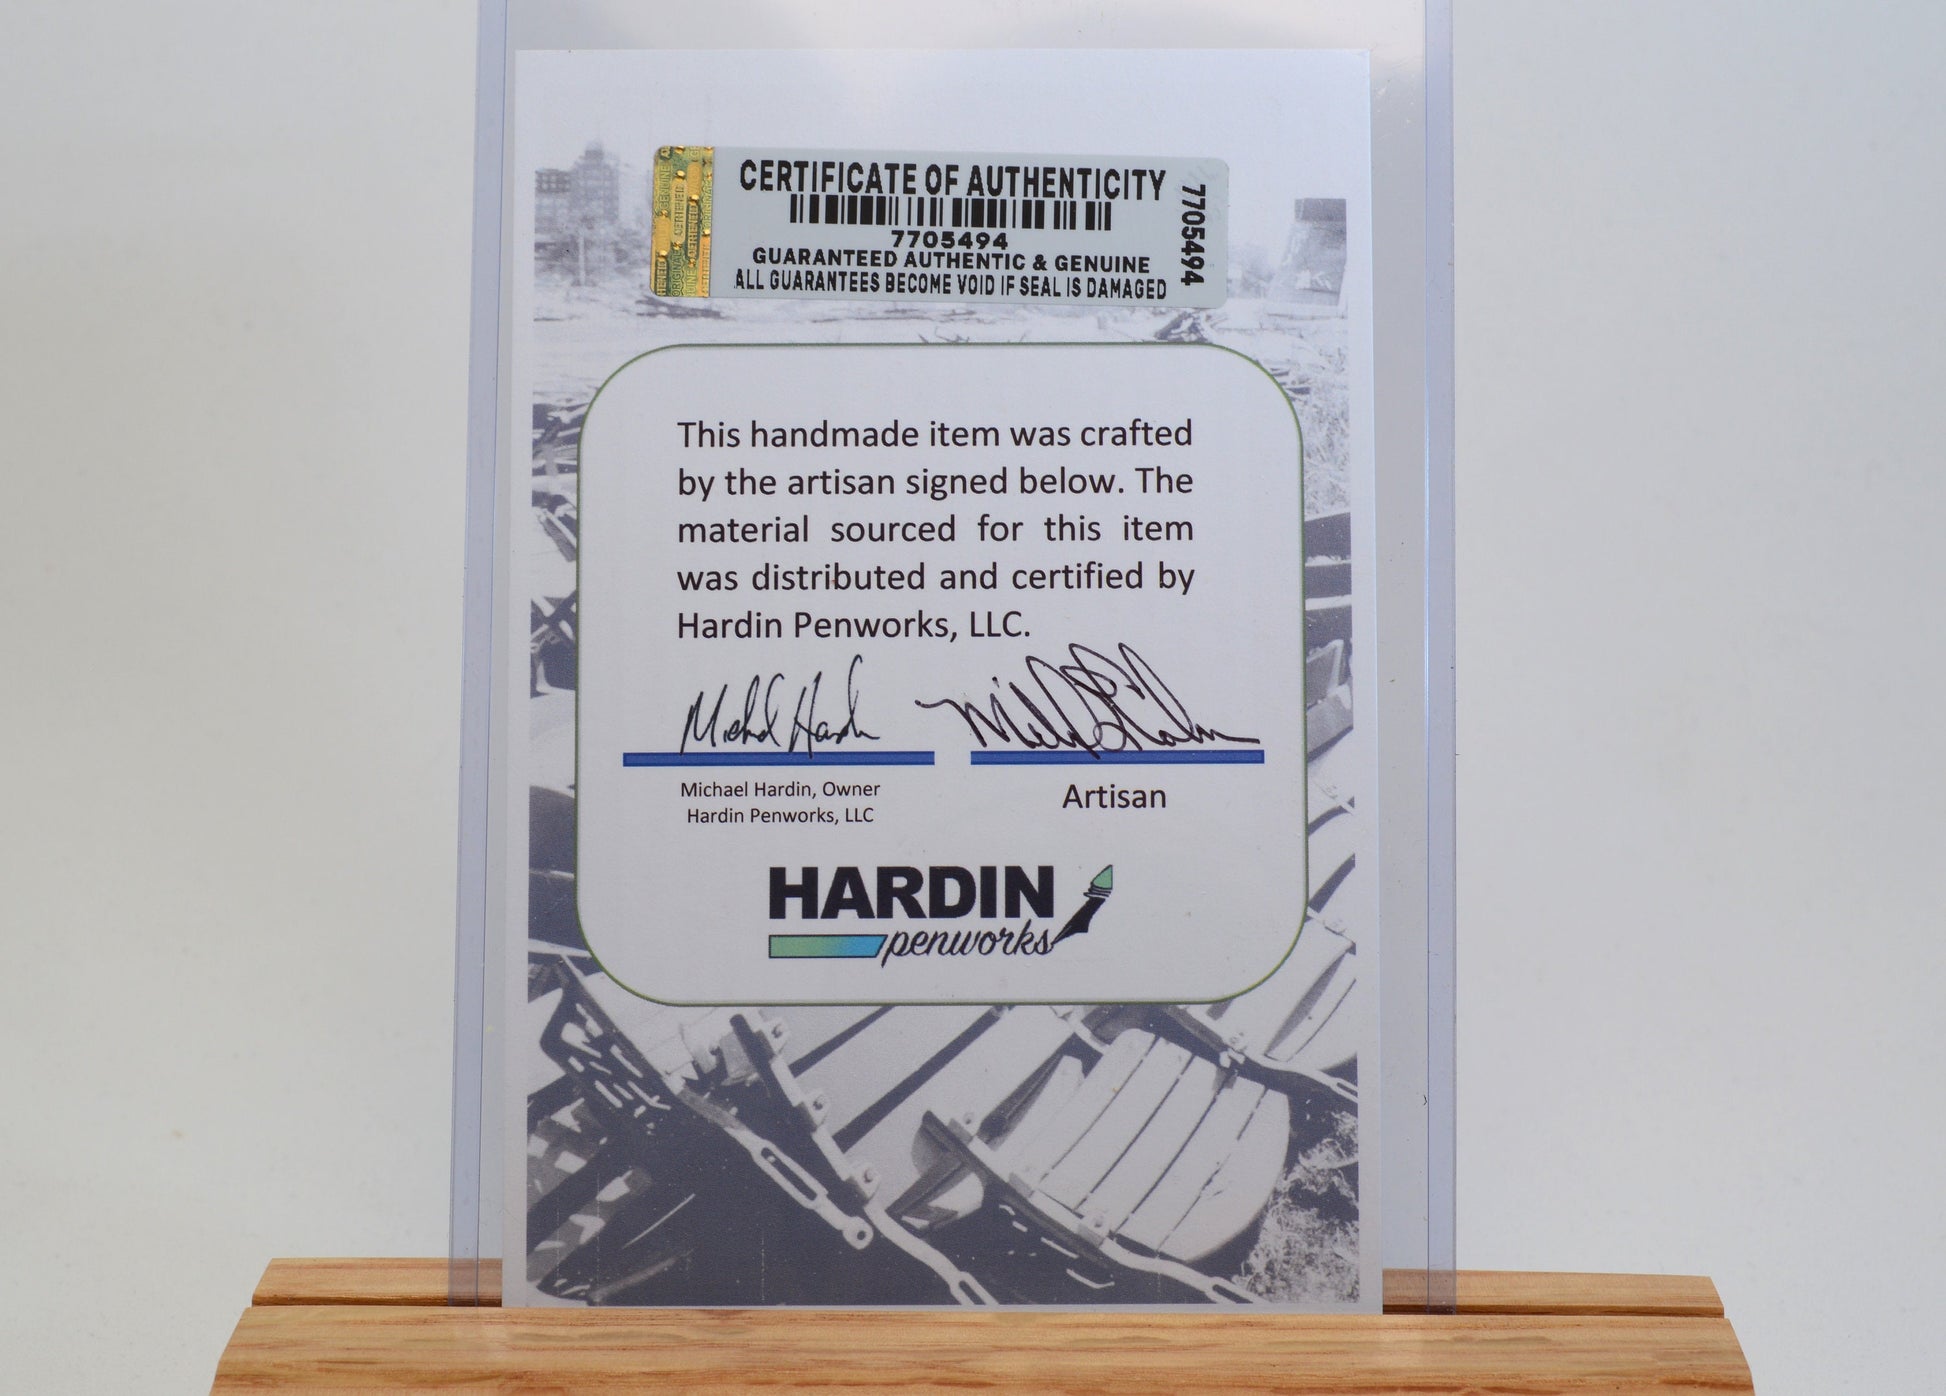 CERTIFICATE OF AUTHENTICITY
7705494
7705494
GUARANTEED AUTHENTIC & GENUINE
ALL GUARANTEES BECOME VOID IF SEAL IS DAMAGED
This handmade item was crafted
by the artisan signed below. The
material sourced for this item
was distributed and certified by
Hardin Penworks, LLC.
Michael Hardin, Owner
Hardin Penworks, LLC
Artisan
HARDIN
penworks